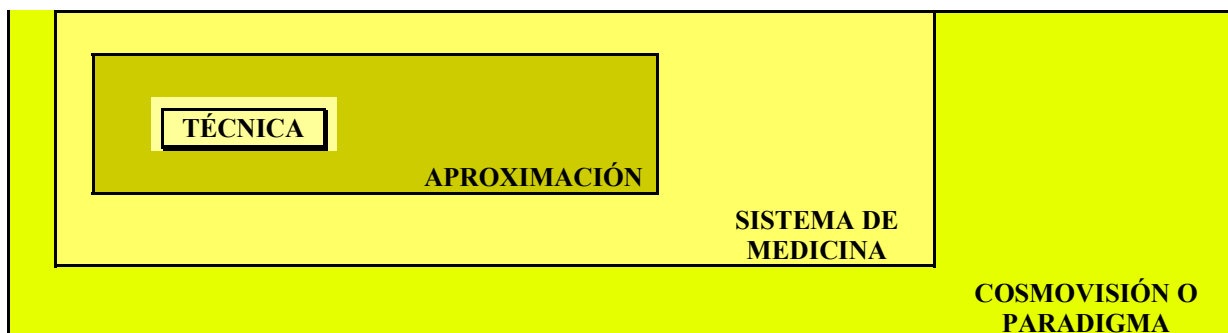 TÉCNICA
APROXIMACIÓN
SISTEMA DE
MEDICINA
COSMOVISIÓN O
PARADIGMA